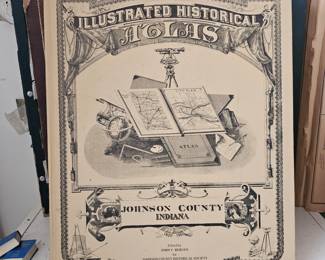 ILLUSTRATED HISTORICAL
ATLAS
ATLAS
JOHNSON COUNTY
INDIANA